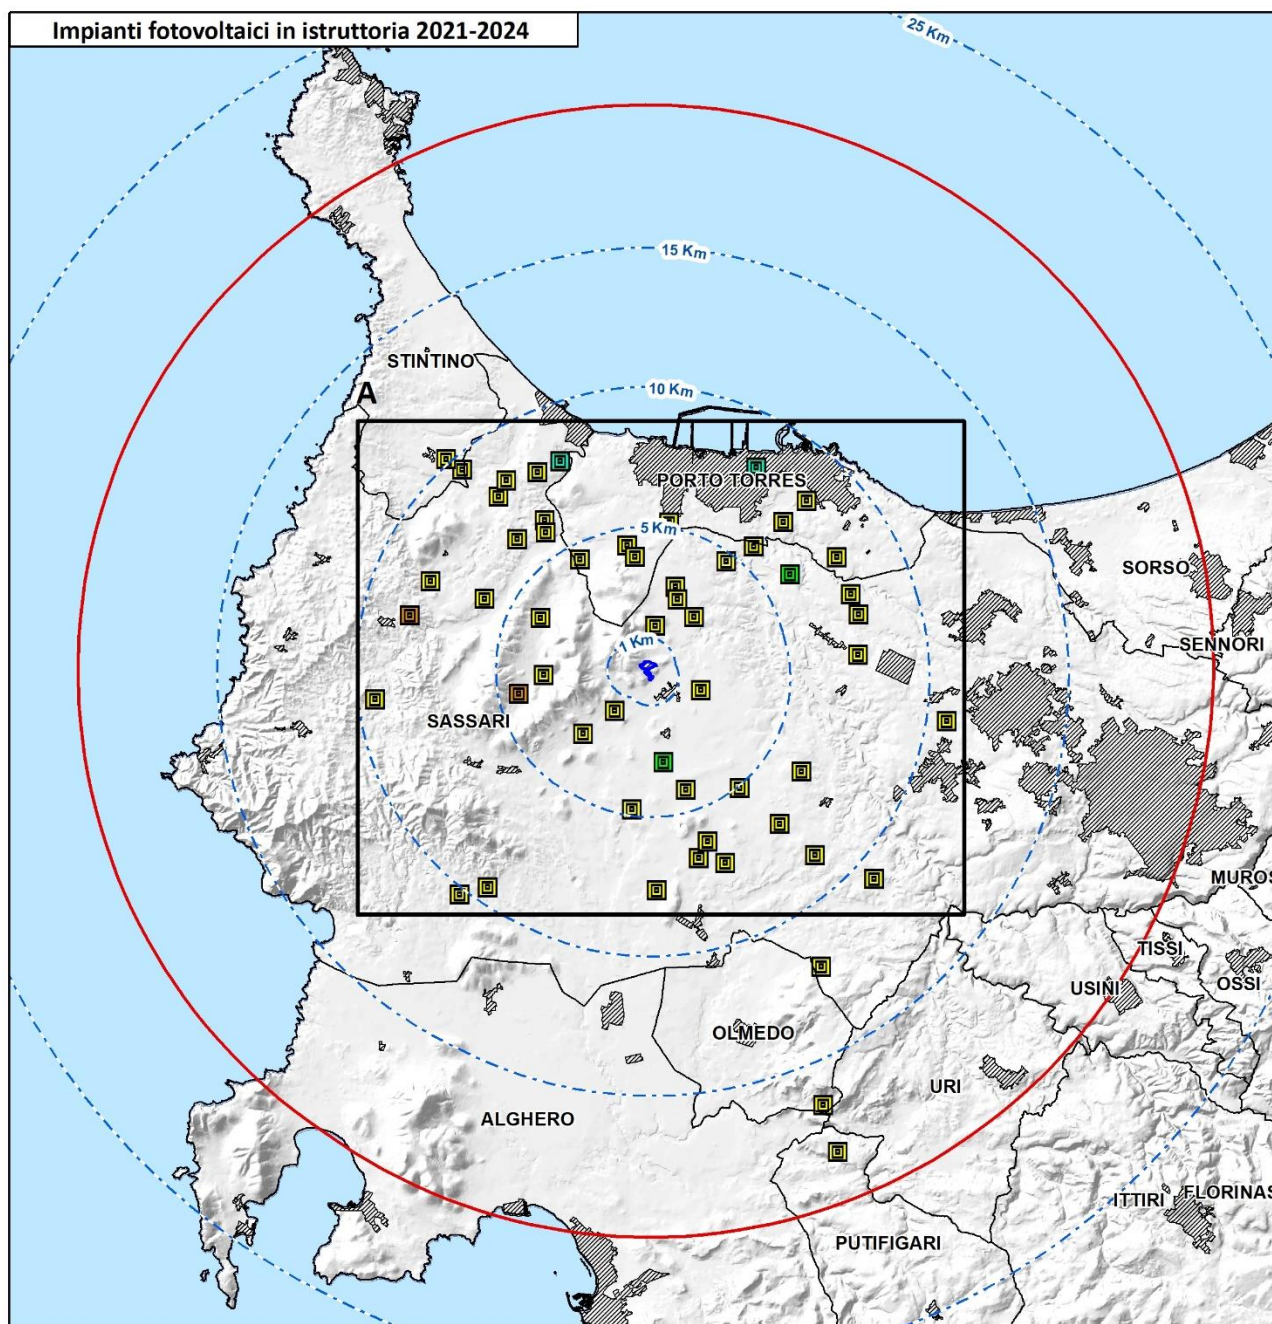 Impianti fotovoltaici in istruttoria 2021-2024
25 Km
15 Km
STINTINO
10 Km
A
PORTO TORRES
5 Km
SORSO
1 Km
SENNORI
SASSARI
MUROS
TISSI
USINI
OSSI
OLMEDO
URI
ALGHERO
ITTIRI
FLORINAS
PUTIFIGARI